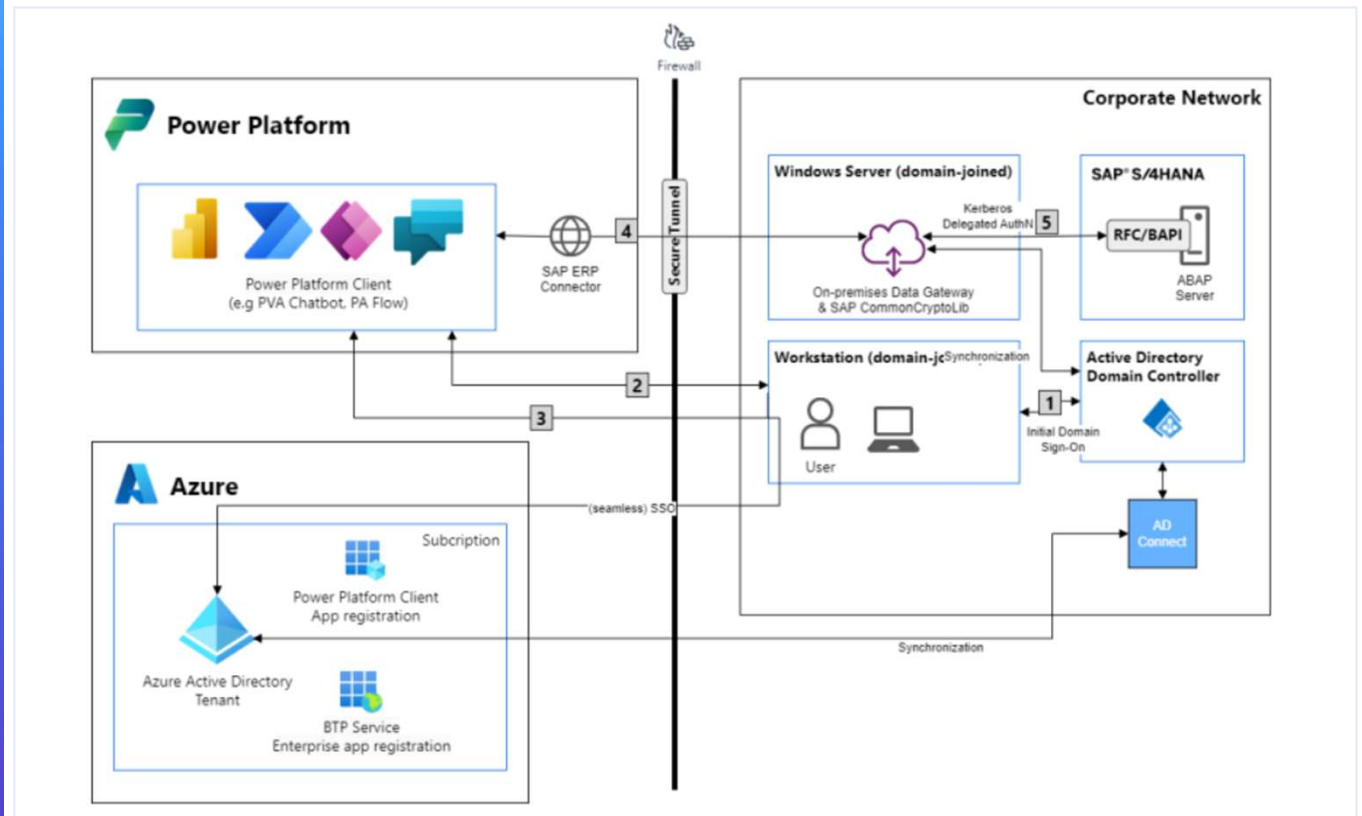 Firewall
Power Platform
Power Platform Client
(e.g PVA Chatbot, PA Flow)
SAP ERP
Connector
4
Secure Tunnel
Corporate Network
Windows Server (domain-joined)
Kerberos
Delegated AuthN
5
On-premises Data Gateway
& SAP CommonCryptoLib
SAP® S/4HANA
RFC/BAPI
ABAP
Server
2
3
Workstation (domain-jo
Synchronization
User
1
Initial Domain
Sign-On
Active Directory
Domain Controller
AD
Connect
Azure
(seamless) SSO
Subcription
Power Platform Client
App registration
Azure Active Directory
Tenant
BTP Service
Enterprise app registration
Synchronization